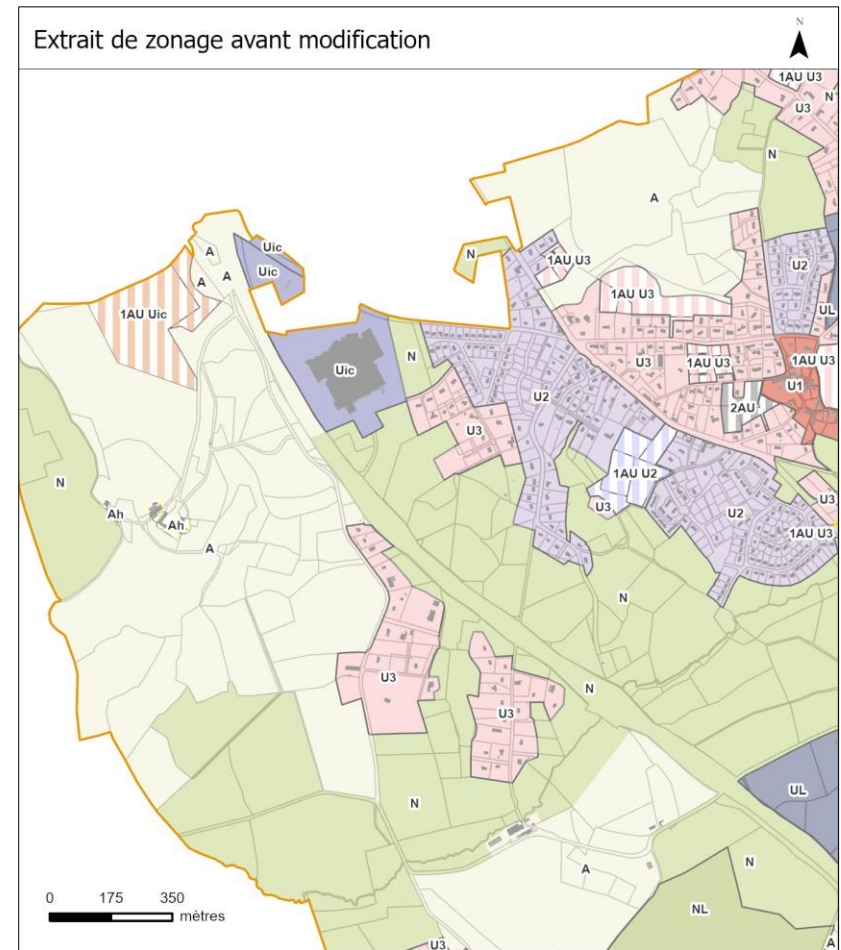 Extrait de zonage avant modification
N
1AU U3
U3
N
N
A
Uic
A
Uic
A
N
1AU U3
U2
1AU Uic
1AU U3
UL
Uic
N
U3
1AU U3
1AU U3
U1
U2
2AU
U3
1AU U2
N
U3
U3
Ah
Ah
U2
1AU U3
A
N
U3
N
U3
UL
N
A
N
NL
0 175 350
mètres
U3
A